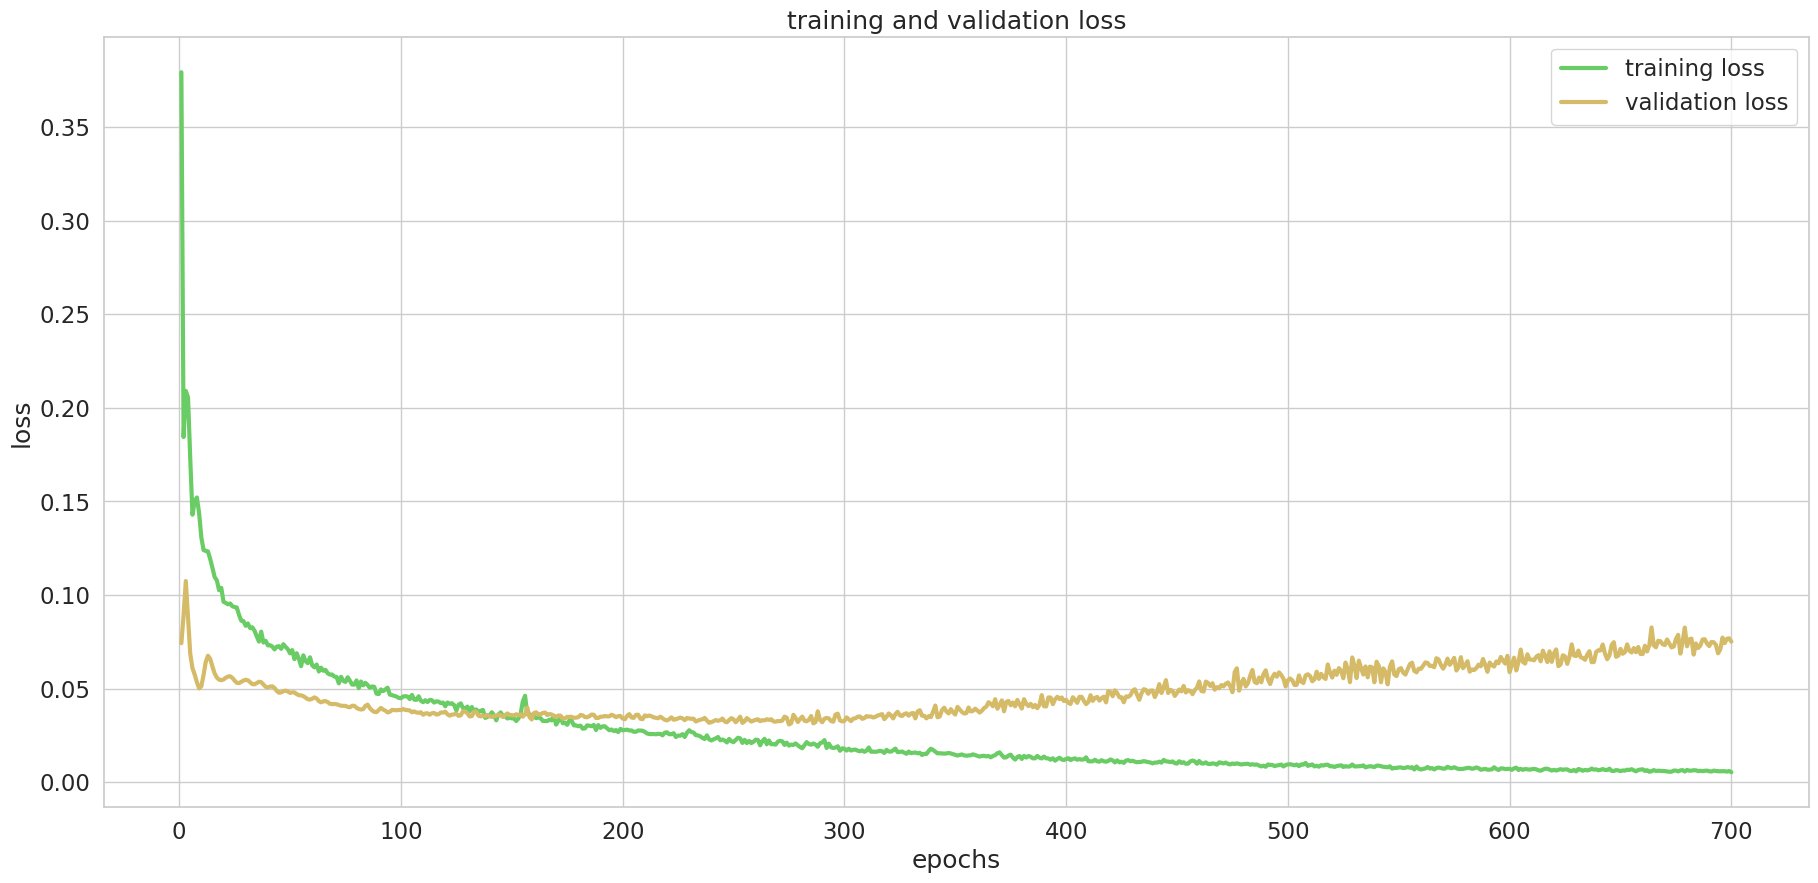 training and validation loss
training loss
validation loss
0.35
0.30
0.25
0.20
0.15
0.10
0.05
0.00
loss
0 100 200 300 400 500 600 700
epochs